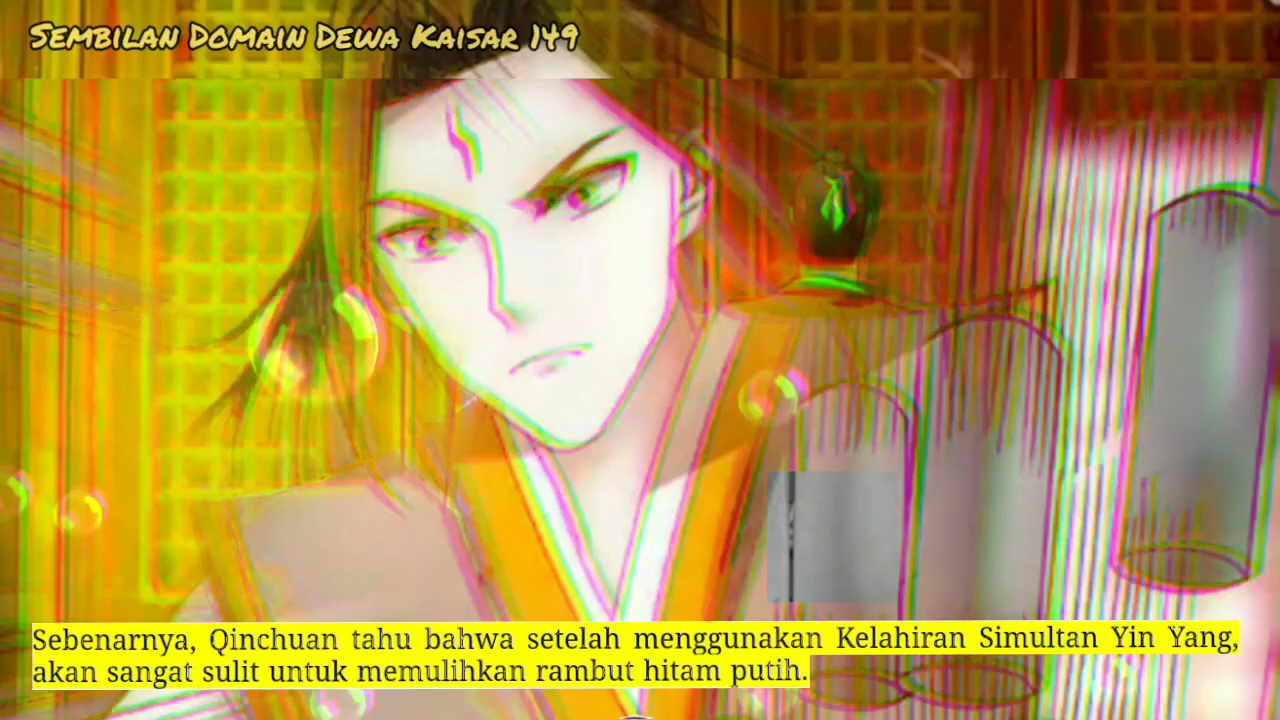 Sembilan Domain Dewa Kaisar 149
Sebenarnya, Qinchuan tahu bahwa setelah menggunakan Kelahiran Simultan Yin Yang,
akan sangat sulit untuk memulihkan rambut hitam putih.